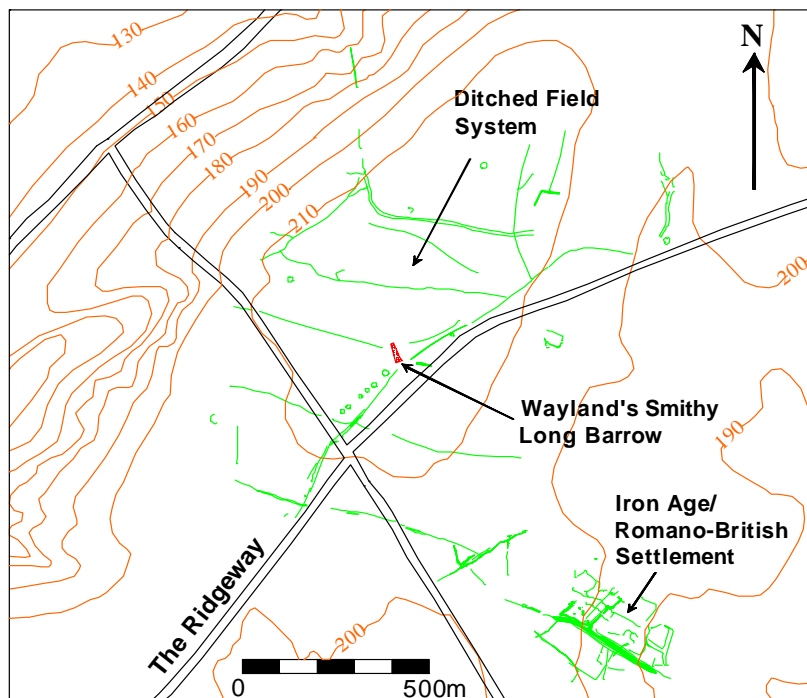 130
140
150
160
170
180
190
200
210
N
Ditched Field
System
200
Wayland's Smithy
Long Barrow
190
Iron Age/
Romano-British
Settlement
The Ridgeway
200
0 500m